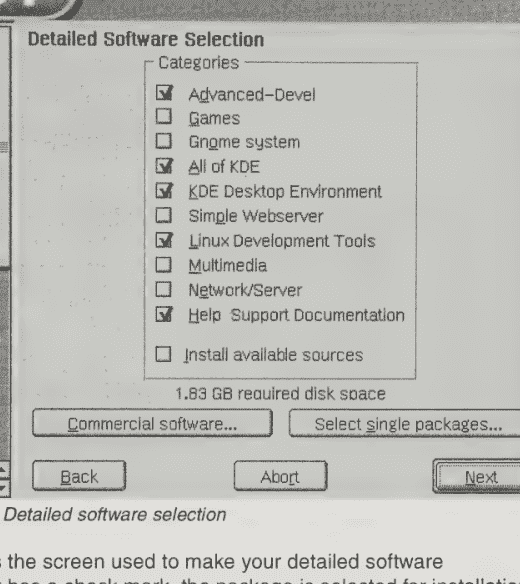 Detailed Software Selection
Categories
Advanced-Devel
Games
Gnome system
All of KDE
KDE Desktop Environment
Simple Webserver
Linux Development Tools
Multimedia
Network/Server
Help Support Documentation
Install available sources
1.83 GB required disk space
Commercial software... Select single packages...
Back Abort Next
Detailed software selection
the screen used to make your detailed software
has a check mark, the package is selected for installation